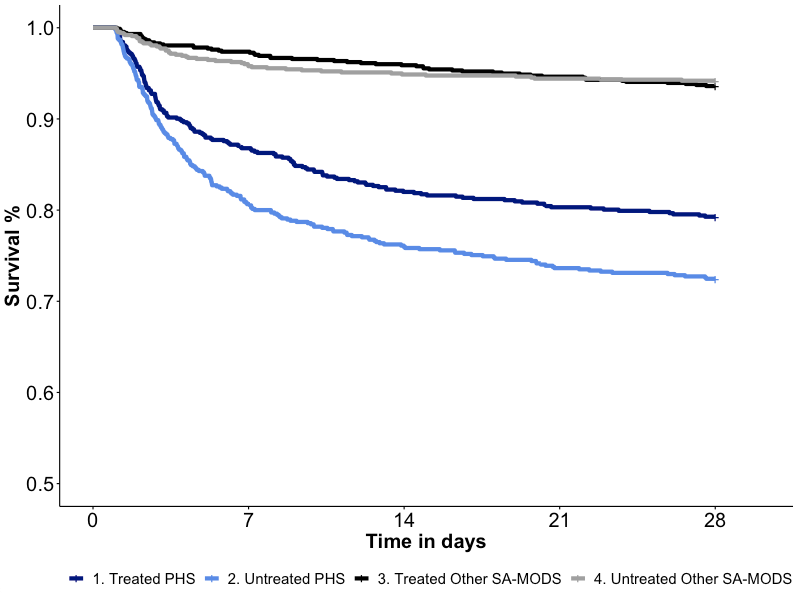 Survival %
1.0
0.9
0.8
0.7
0.6
0.5
0 7 14 21 28
Time in days
1. Treated PHS 2. Untreated PHS 3. Treated Other SA-MODS 4. Untreated Other SA-MODS